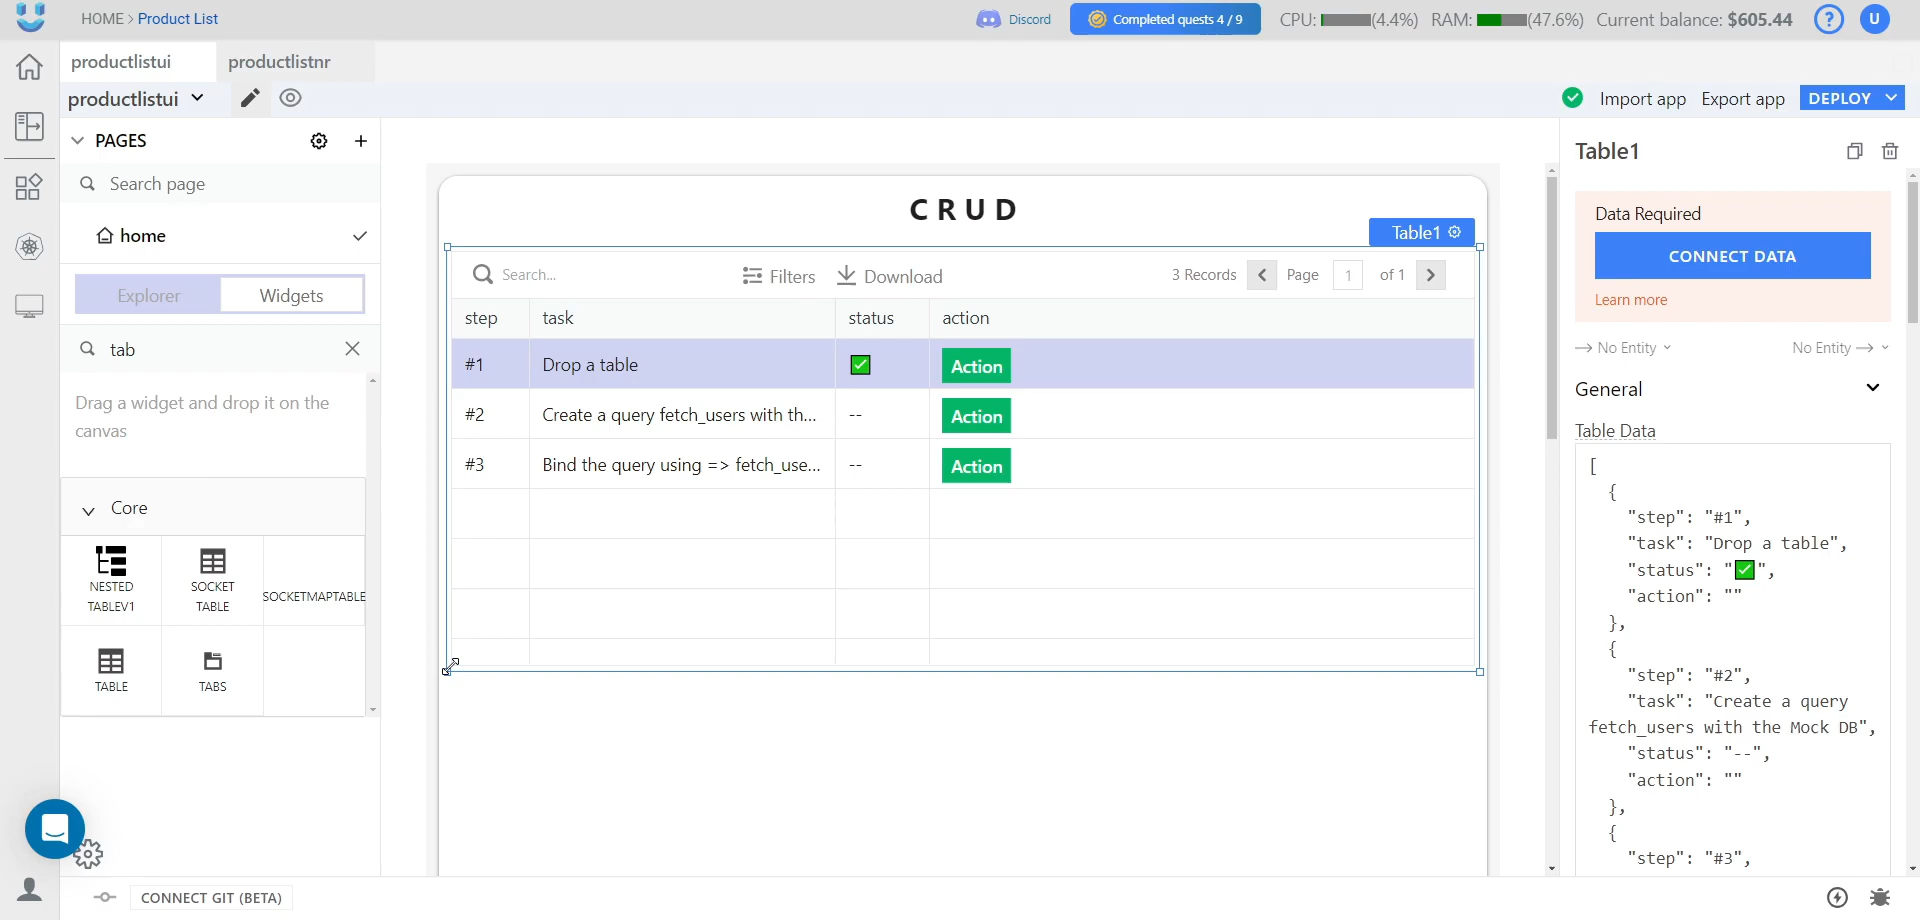 HOME > Product List
Discord
Completed quests 4 / 9
CPU: (4.4%) RAM: (47.6%) Current balance: $605.44
?
U
productlistui
productlistnr
productlistui
Import app
Export app
DEPLOY
PAGES
Search page
home
Explorer
Widgets
tab
Drag a widget and drop it on the
canvas
Core
NESTED
TABLEV1
SOCKET
TABLE
SOCKETMAPTABLE
TABLE
TABS
CRUD
Table1
Search...
Filters
Download
3 Records
Page
1
of 1
step task status action
#1 Drop a table ✅ Action
#2 Create a query fetch_users with th... -- Action
#3 Bind the query using => fetch_use... -- Action
Table1
Data Required
CONNECT DATA
Learn more
No Entity
No Entity
General
Table Data
[
{
"step": "#1",
"task": "Drop a table",
"status": "✅",
"action": ""
},
{
"step": "#2",
"task": "Create a query
fetch_users with the Mock DB",
"status": "--",
"action": ""
},
{
"step": "#3",
CONNECT GIT (BETA)